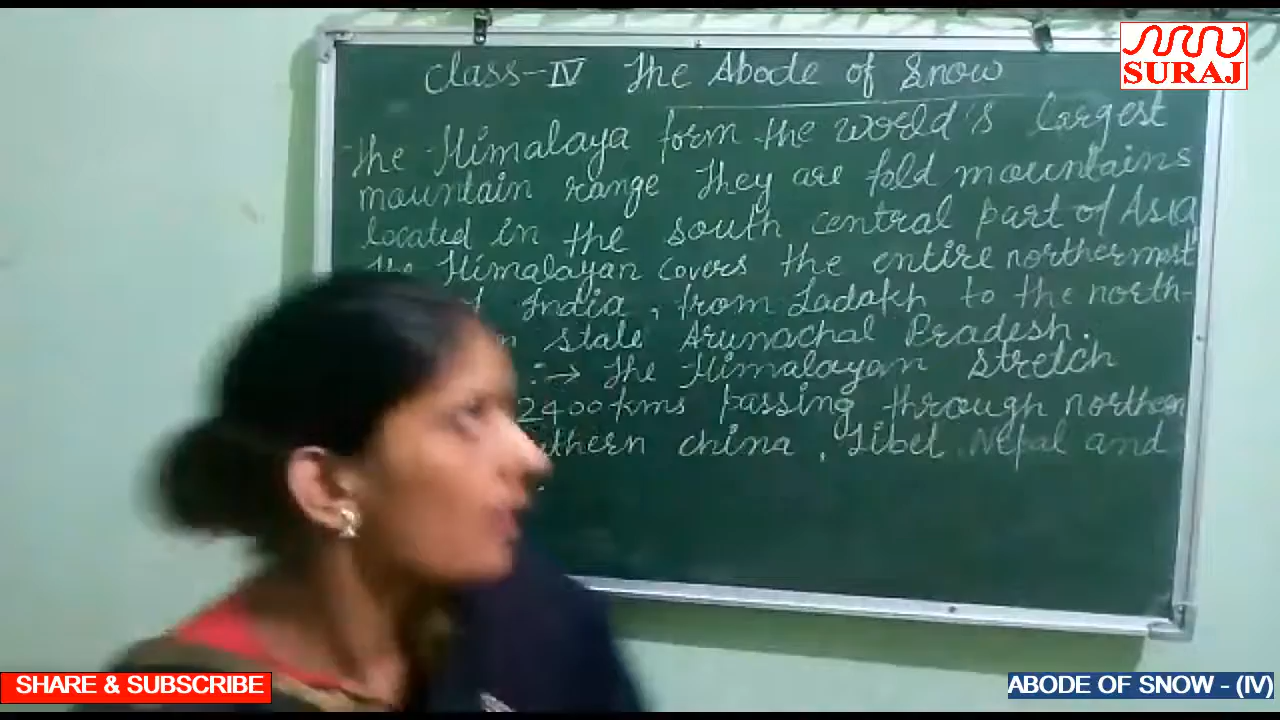 SURAJ
Class-IV The Abode of Snow
The Himalaya form the world's largest
mountain range They are fold mountains
located in the south central part of Asia
The Himalayan covers the entire northernmost
India, from Ladakh to the north-
state Arunachal Pradesh.
:→ The Himalayan stretch
2400 kms passing through northern
china, Tibet, Nepal and
SHARE & SUBSCRIBE
ABODE OF SNOW - (IV)